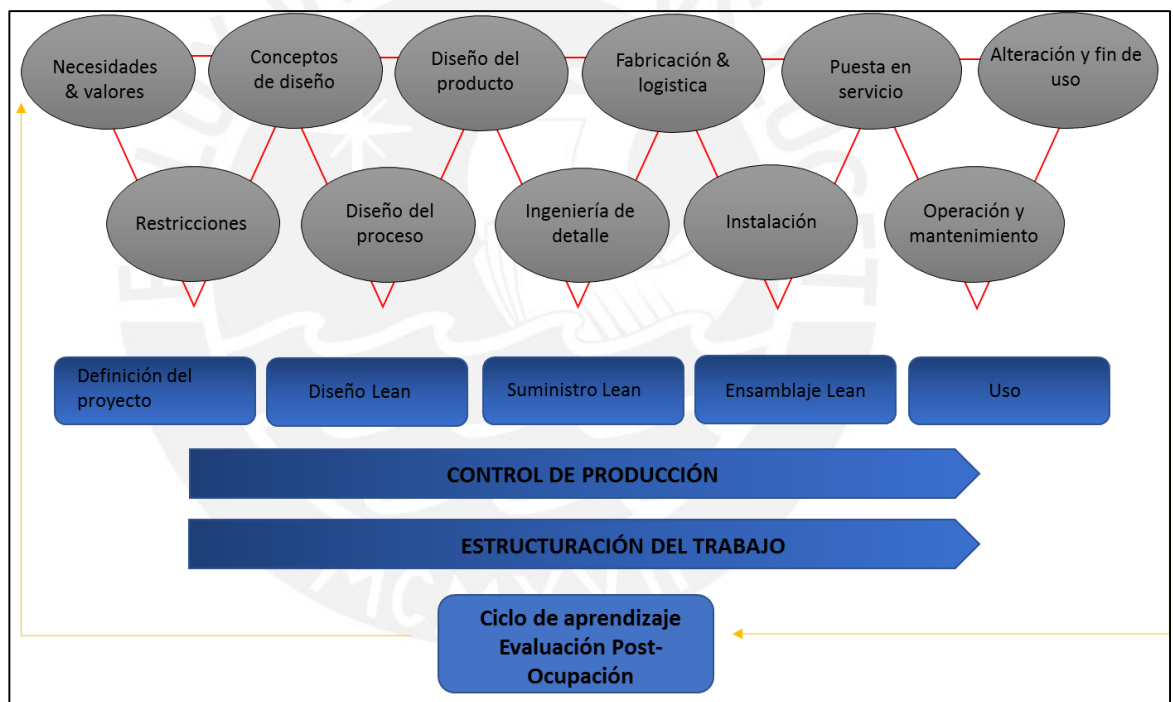 Necesidades
& valores
Conceptos
de diseño
Diseño del
producto
Fabricación &
logistica
Puesta en
servicio
Alteración y fin de
uso
Restricciones
Diseño del
proceso
Ingeniería de
detalle
Instalación
Operación y
mantenimiento
Definición del
proyecto
Diseño Lean
Suministro Lean
Ensamblaje Lean
Uso
CONTROL DE PRODUCCIÓN
ESTRUCTURACIÓN DEL TRABAJO
Ciclo de aprendizaje
Evaluación Post-
Ocupación